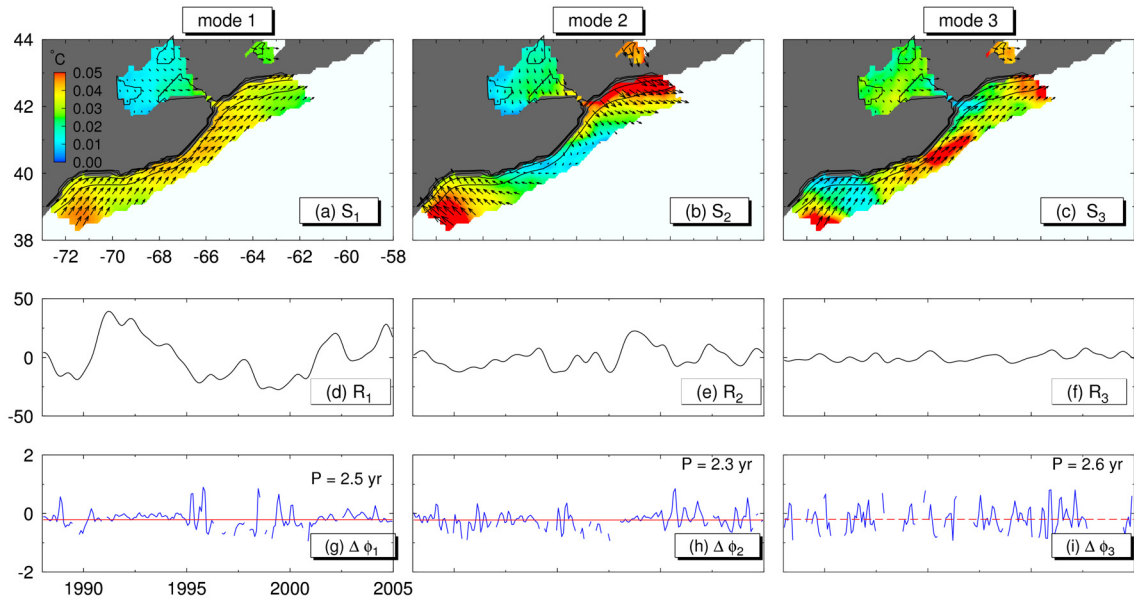 mode 1
mode 2
mode 3
44
42
40
38
°C
0.05
0.04
0.03
0.02
0.01
0.00
(a) S1
(b) S2
(c) S3
-72 -70 -68 -66 -64 -62 -60 -58
50
0
-50
(d) R1
(e) R2
(f) R3
2
0
-2
P = 2.5 yr
P = 2.3 yr
P = 2.6 yr
(g) Δ ϕ1
(h) Δ ϕ2
(i) Δ ϕ3
1990 1995 2000 2005